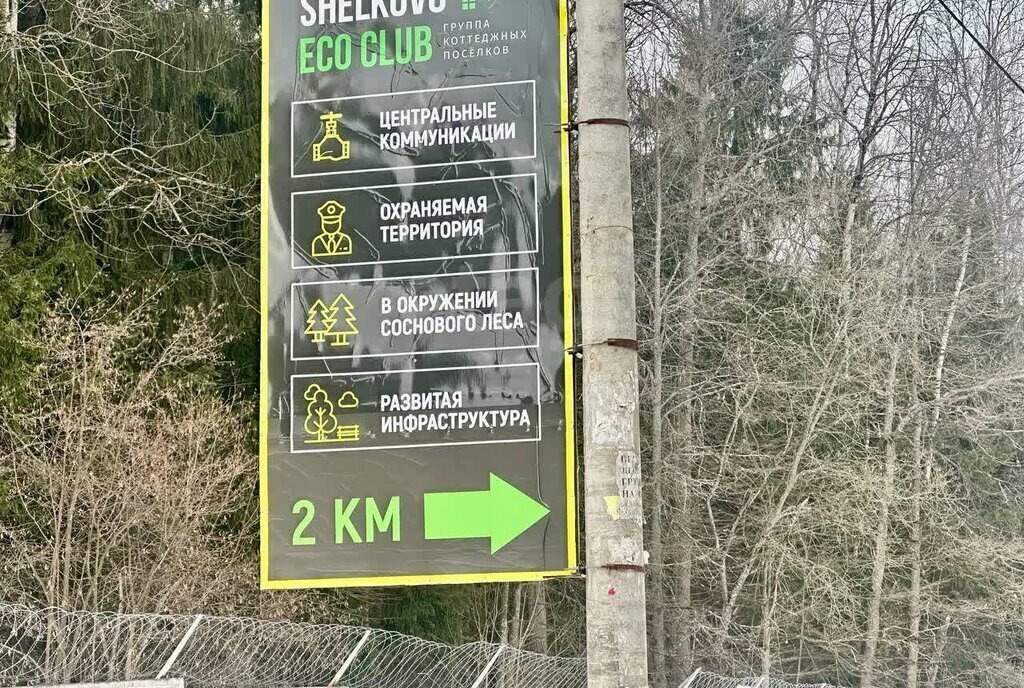 SHELKOVO
ECO CLUB
ГРУППА
КОТТЕДЖНЫХ
ПОСЁЛКОВ
ЦЕНТРАЛЬНЫЕ
КОММУНИКАЦИИ
ОХРАНЯЕМАЯ
ТЕРРИТОРИЯ
В ОКРУЖЕНИИ
СОСНОВОГО ЛЕСА
РАЗВИТАЯ
ИНФРАСТРУКТУРА
2 КМ